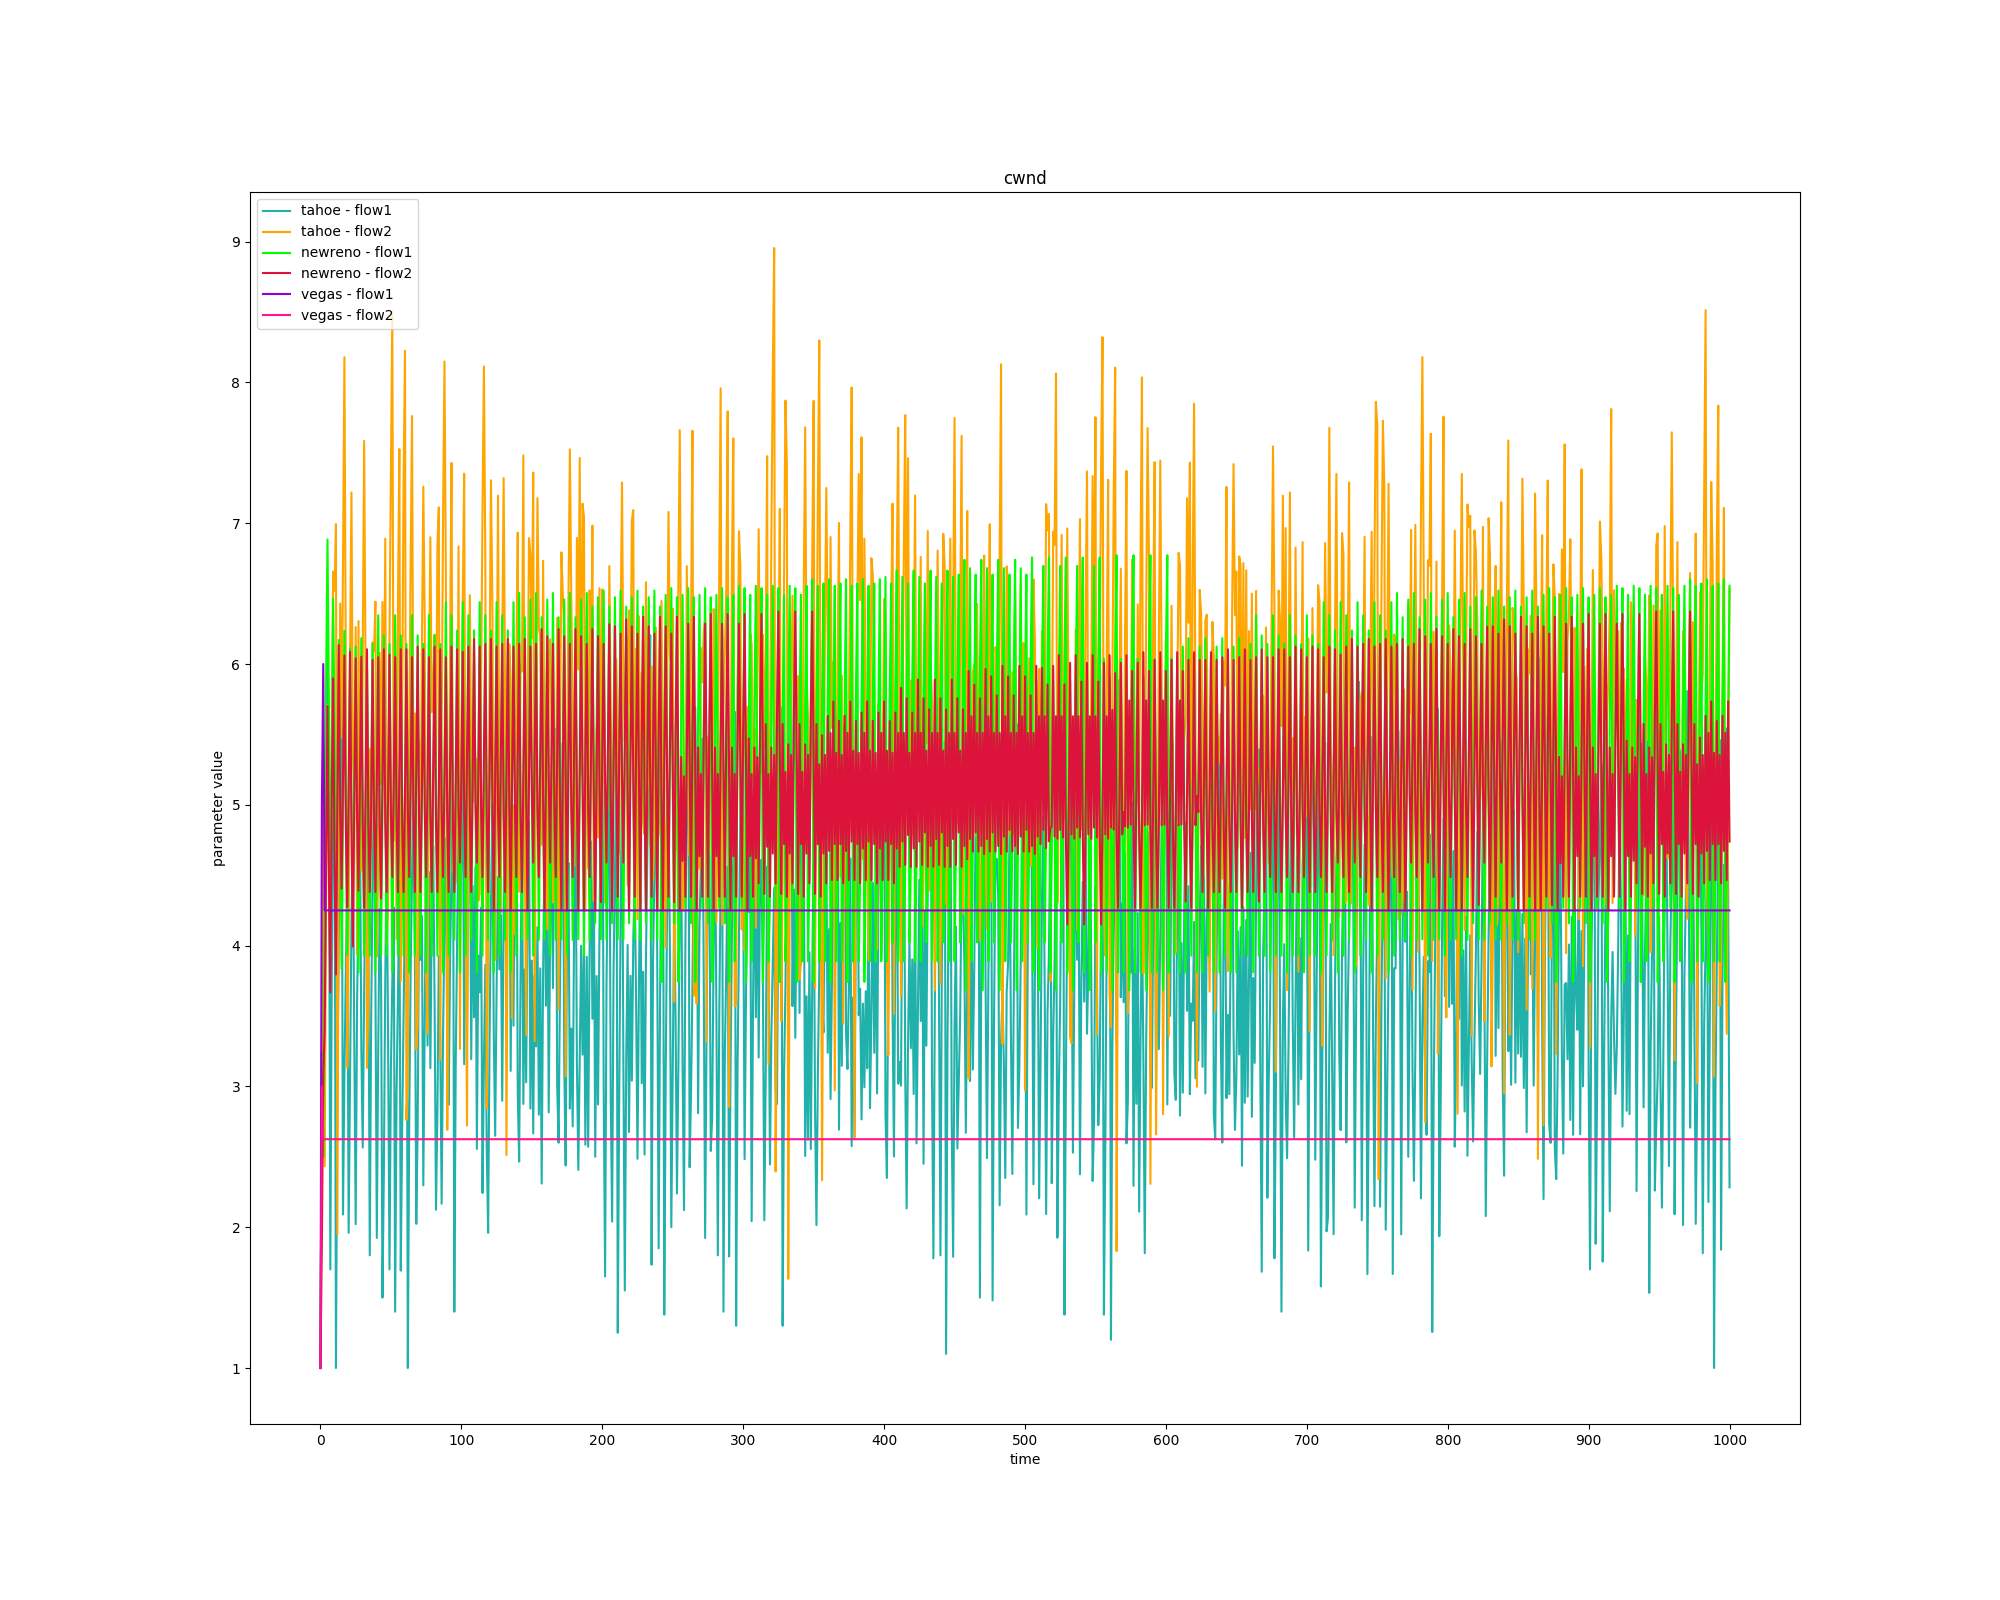 cwnd
tahoe - flow1
tahoe - flow2
newreno - flow1
newreno - flow2
vegas - flow1
vegas - flow2
9
8
7
6
5
4
3
2
1
parameter value
0 100 200 300 400 500 600 700 800 900 1000
time